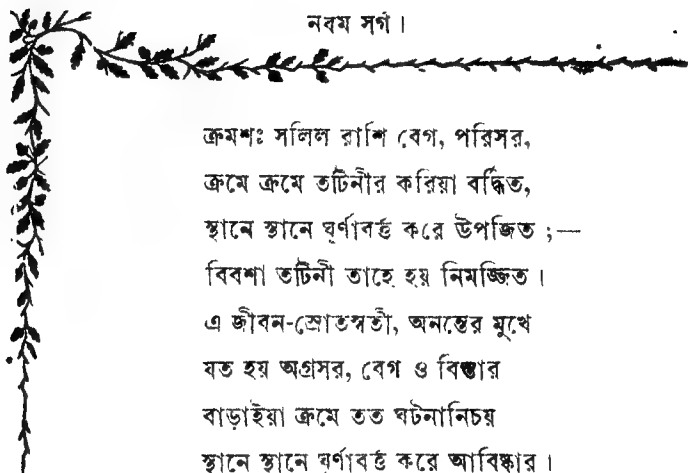 নবম সর্গ।
ক্রমশঃ সলিল রাশি বেগ, পরিসর,
ক্রমে ক্রমে তটিনীর করিয়া বর্দ্ধিত,
স্থানে স্থানে ঘূর্ণাবর্ত্ত করে উপজিত ;—
বিবশা তটিনী তাহে হয় নিমজ্জিত।
এ জীবন-স্রোতস্বতী, অনন্তের মুখে
যত হয় অগ্রসর, বেগ ও বিস্তার
বাড়াইয়া ক্রমে তত ঘটনানিচয়
স্থানে স্থানে ঘূর্ণাবর্ত্ত করে আবিষ্কার।